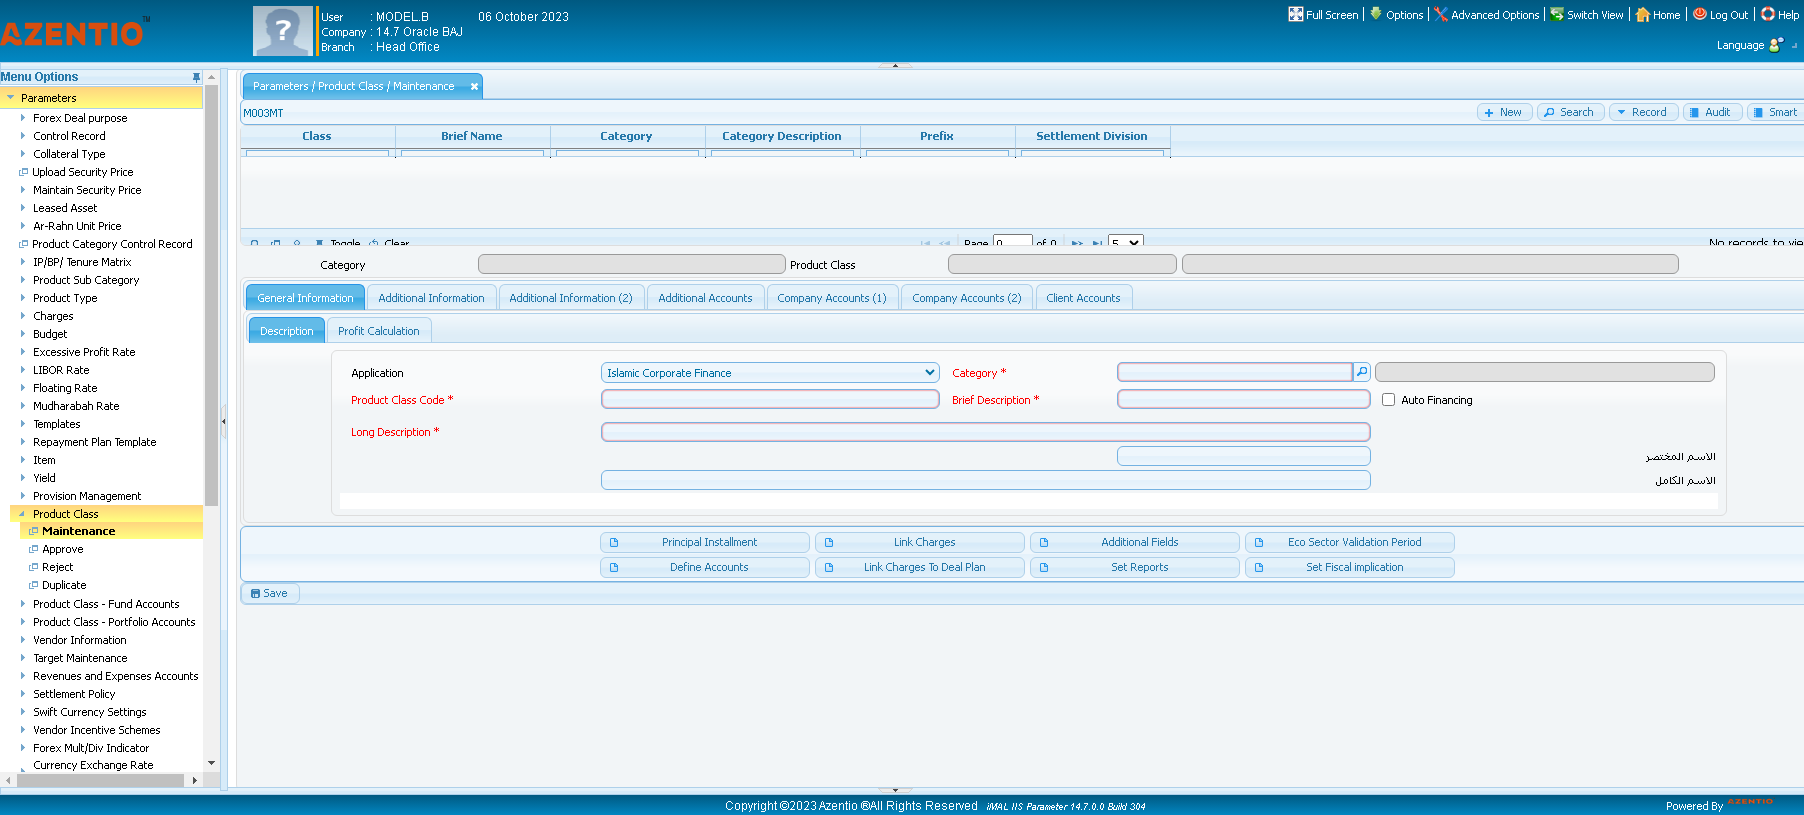 AZENTIO™
User : MODEL.B 06 October 2023
Company : 14.7 Oracle BAJ
Branch : Head Office
Full Screen Options Advanced Options Switch View Home Log Out Help
Language
Menu Options
Parameters
Forex Deal purpose
Control Record
Collateral Type
Upload Security Price
Maintain Security Price
Leased Asset
Ar-Rahn Unit Price
Product Category Control Record
IP/BP/ Tenure Matrix
Product Sub Category
Product Type
Charges
Budget
Excessive Profit Rate
LIBOR Rate
Floating Rate
Mudharabah Rate
Templates
Repayment Plan Template
Item
Yield
Provision Management
Product Class
Maintenance
Approve
Reject
Duplicate
Product Class - Fund Accounts
Product Class - Portfolio Accounts
Vendor Information
Target Maintenance
Revenues and Expenses Accounts
Settlement Policy
Swift Currency Settings
Vendor Incentive Schemes
Forex Mult/Div Indicator
Currency Exchange Rate
Parameters / Product Class / Maintenance
M003MT
New Search Record Audit Smart
Class Brief Name Category Category Description Prefix Settlement Division
Toggle Clear Page 0 of 0 5 No records to vie
Category Product Class
General Information Additional Information Additional Information (2) Additional Accounts Company Accounts (1) Company Accounts (2) Client Accounts
Description Profit Calculation
Application Islamic Corporate Finance Category *
Product Class Code * Brief Description * Auto Financing
Long Description *
الاسم المختصر
الاسم الكامل
Principal Installment Link Charges Additional Fields Eco Sector Validation Period
Define Accounts Link Charges To Deal Plan Set Reports Set Fiscal implication
Save
Copyright ©2023 Azentio ®All Rights Reserved iMAL IIS Parameter 14.7.0.0 Build 304
Powered By AZENTIO